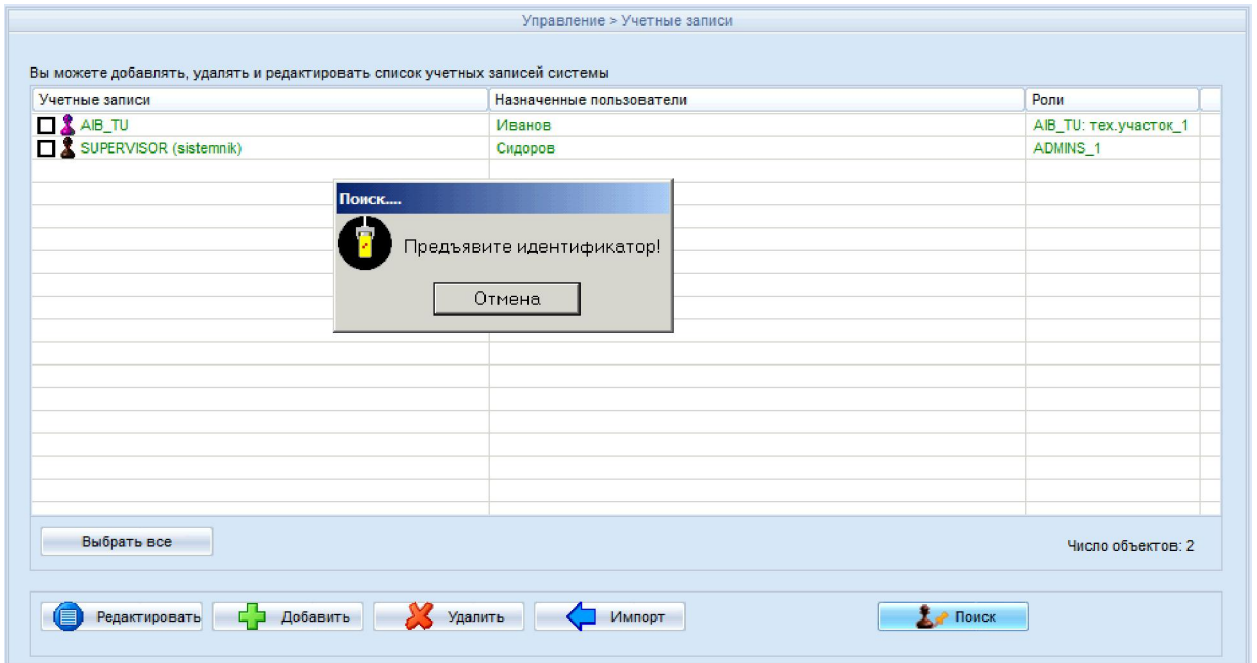 Управление > Учетные записи
Вы можете добавлять, удалять и редактировать список учетных записей системы
Учетные записи Назначенные пользователи Роли
AIB_TU Иванов AIB_TU: тех.участок_1
SUPERVISOR (sistemnik) Сидоров ADMINS_1
Поиск....
Предъявите идентификатор!
Отмена
Выбрать все Число объектов: 2
Редактировать Добавить Удалить Импорт Поиск